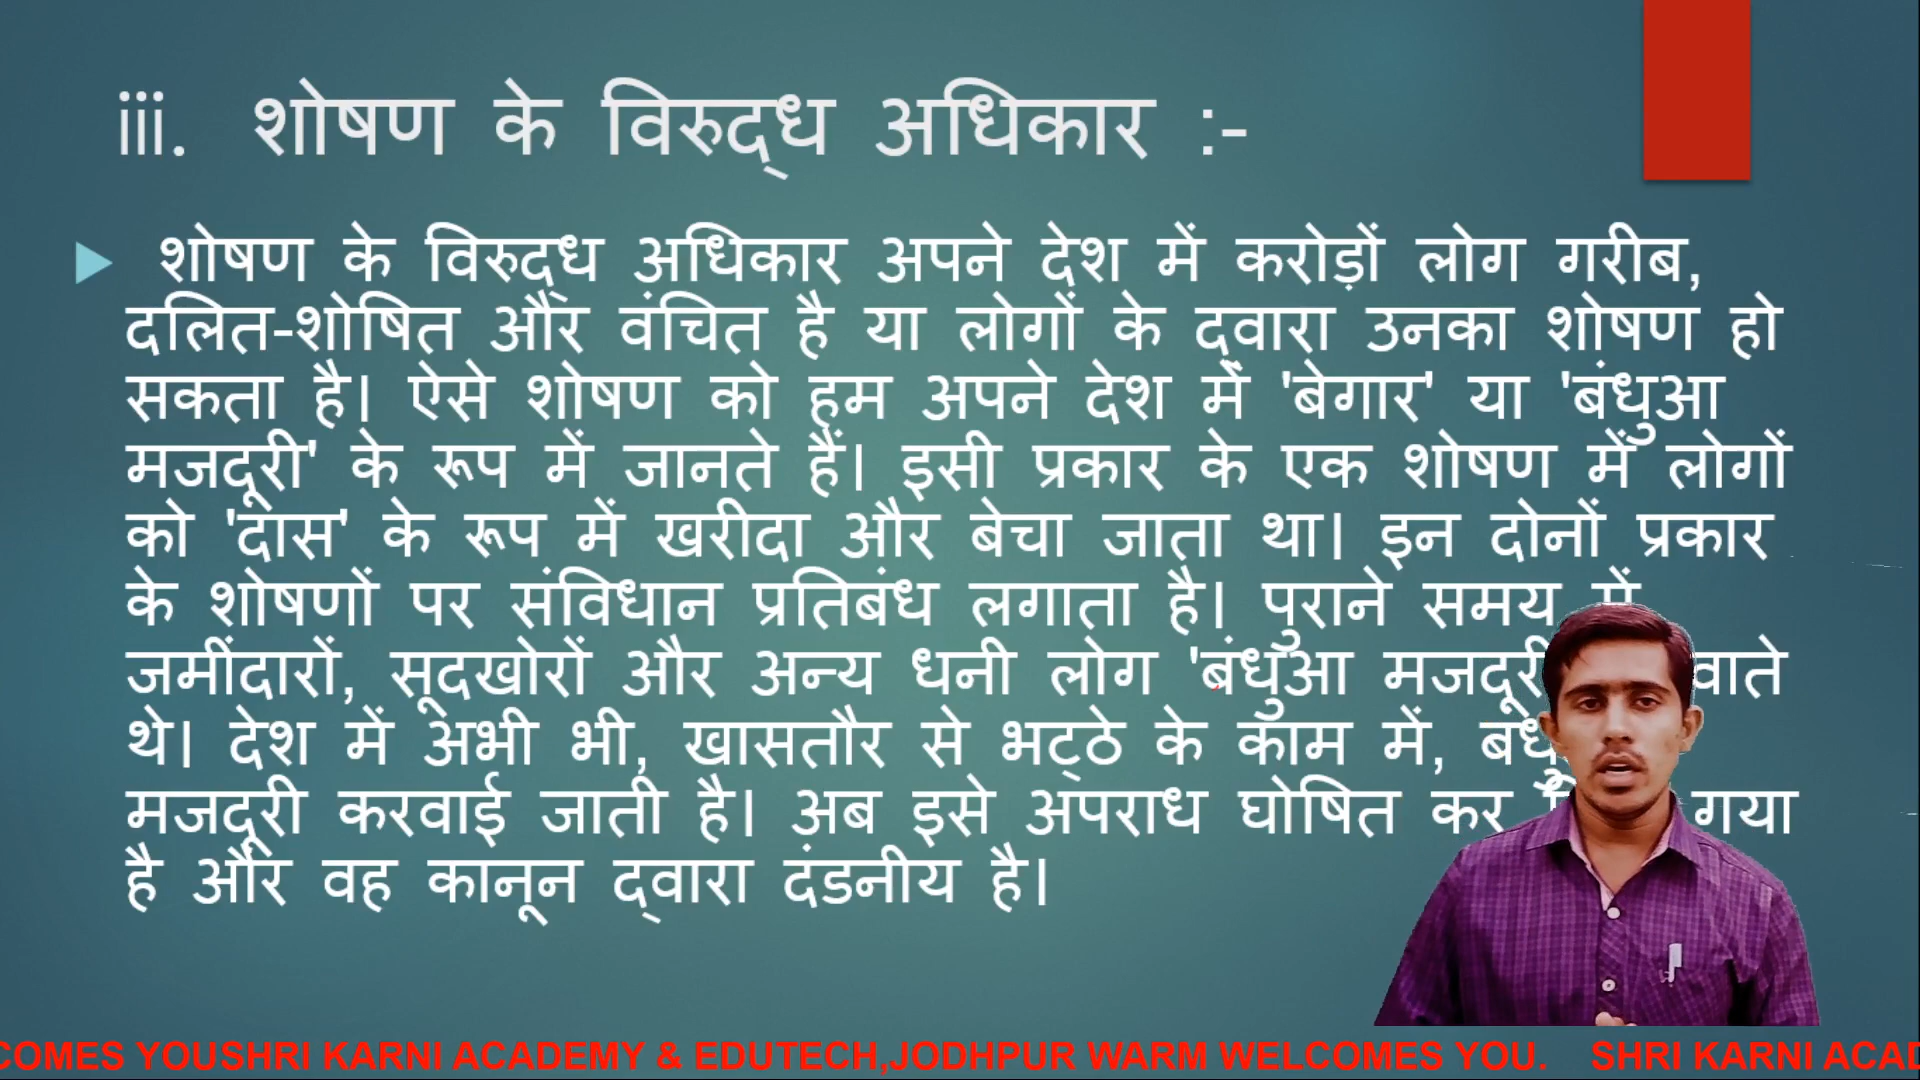 iii. शोषण के विरुद्ध अधिकार :-
शोषण के विरुद्ध अधिकार अपने देश में करोड़ों लोग गरीब,
दलित-शोषित और वंचित है या लोगों के द्वारा उनका शोषण हो
सकता है। ऐसे शोषण को हम अपने देश में 'बेगार' या 'बंधुआ
मजदूरी' के रूप में जानते हैं। इसी प्रकार के एक शोषण में लोगों
को 'दास' के रूप में खरीदा और बेचा जाता था। इन दोनों प्रकार
के शोषणों पर संविधान प्रतिबंध लगाता है। पुराने समय में
जमींदारों, सूदखोरों और अन्य धनी लोग 'बंधुआ मजदूरी
थे। देश में अभी भी, खासतौर से भट्ठे के काम में,
मजदूरी करवाई जाती है। अब इसे अपराध घोषित कर गया
है और वह कानून द्वारा दंडनीय है।
COMES YOUSHRI KARNI ACADEMY & EDUTECH,JODHPUR WARM WELCOMES YOU. SHRI KARNI ACAD